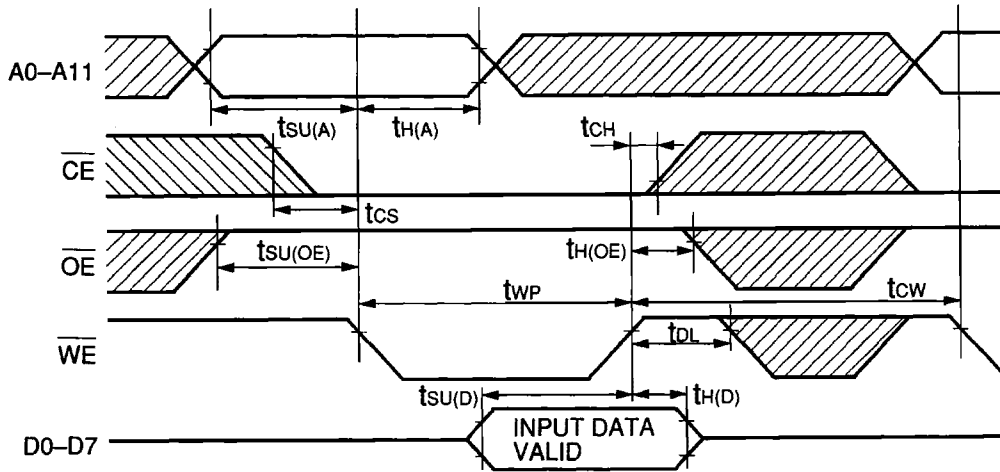 A0–A11
tSU(A)
tH(A)
tCH
CE
tCS
OE
tSU(OE)
tH(OE)
tWP
tCW
WE
tDL
tSU(D)
tH(D)
D0–D7
INPUT DATA
VALID